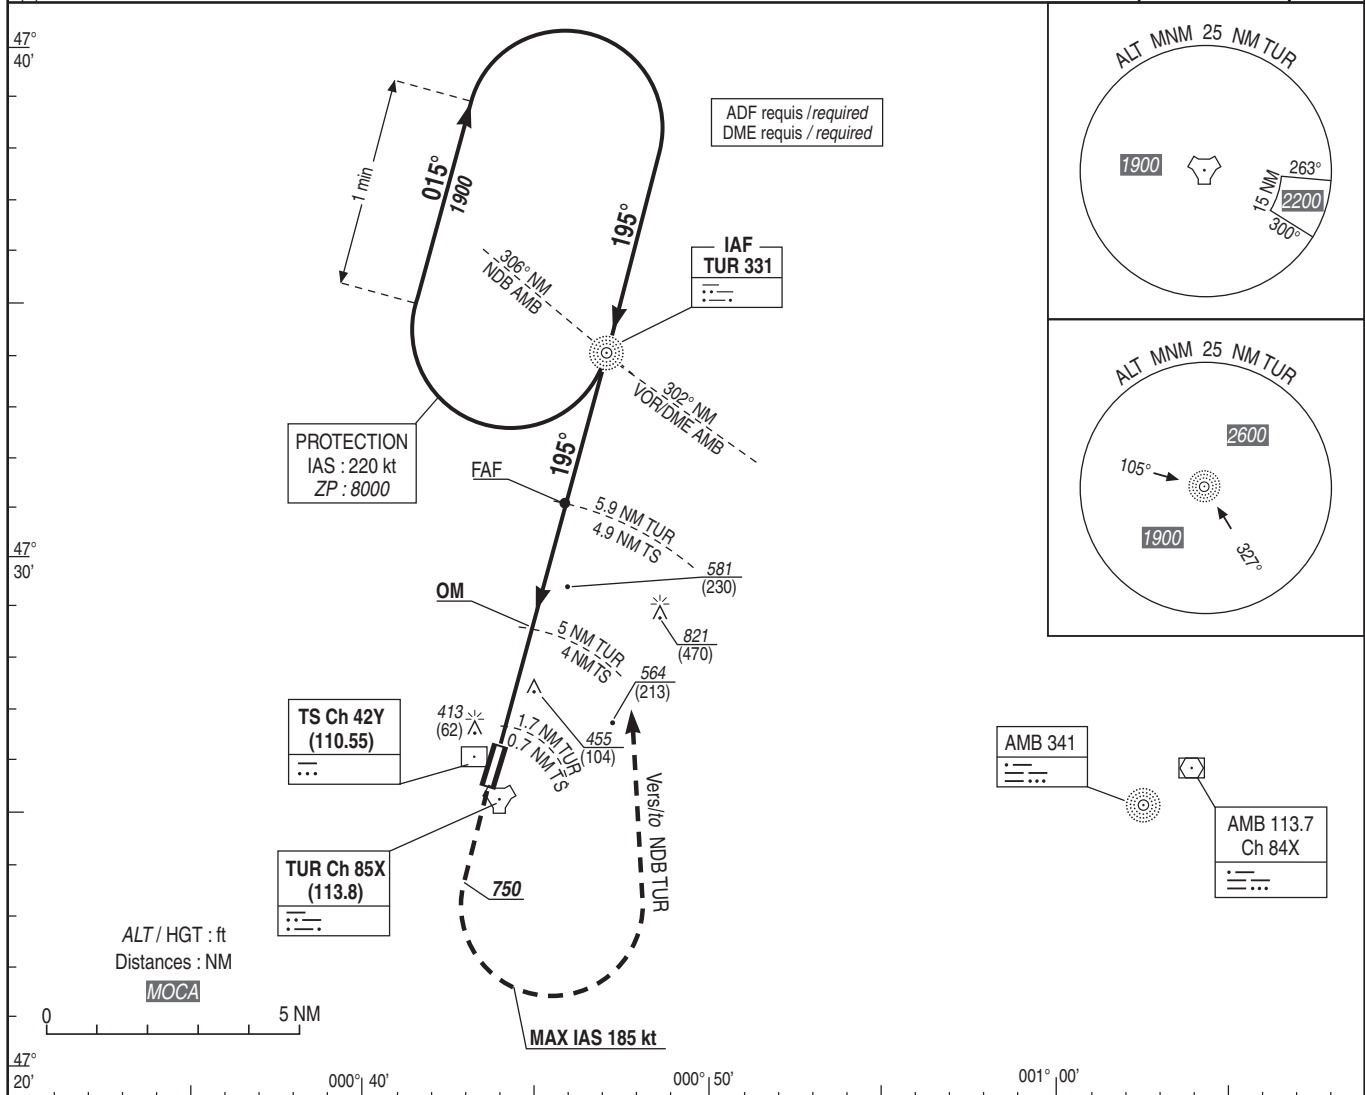 47°
40'
ALT MNM 25 NM TUR
1900
263°
15 NM
2200
300°
ADF requis / required
DME requis / required
1 min
015°
1900
195°
306° NM
NDB AMB
IAF
TUR 331
302° NM
VOR/DME AMB
ALT MNM 25 NM TUR
2600
105°
1900
327°
PROTECTION
IAS : 220 kt
ZP : 8000
195°
FAF
5.9 NM TUR
4.9 NM TS
47°
30'
581
(230)
OM
821
(470)
5 NM TUR
4 NM TS
564
(213)
TS Ch 42Y
(110.55)
413
(62)
1.7 NM TUR
0.7 NM TS
455
(104)
AMB 341
AMB 113.7
Ch 84X
Vers/to NDB TUR
TUR Ch 85X
(113.8)
750
ALT / HGT : ft
Distances : NM
MOCA
0 5 NM
MAX IAS 185 kt
47°
20'
000° 40' 000° 50' 001° 00'